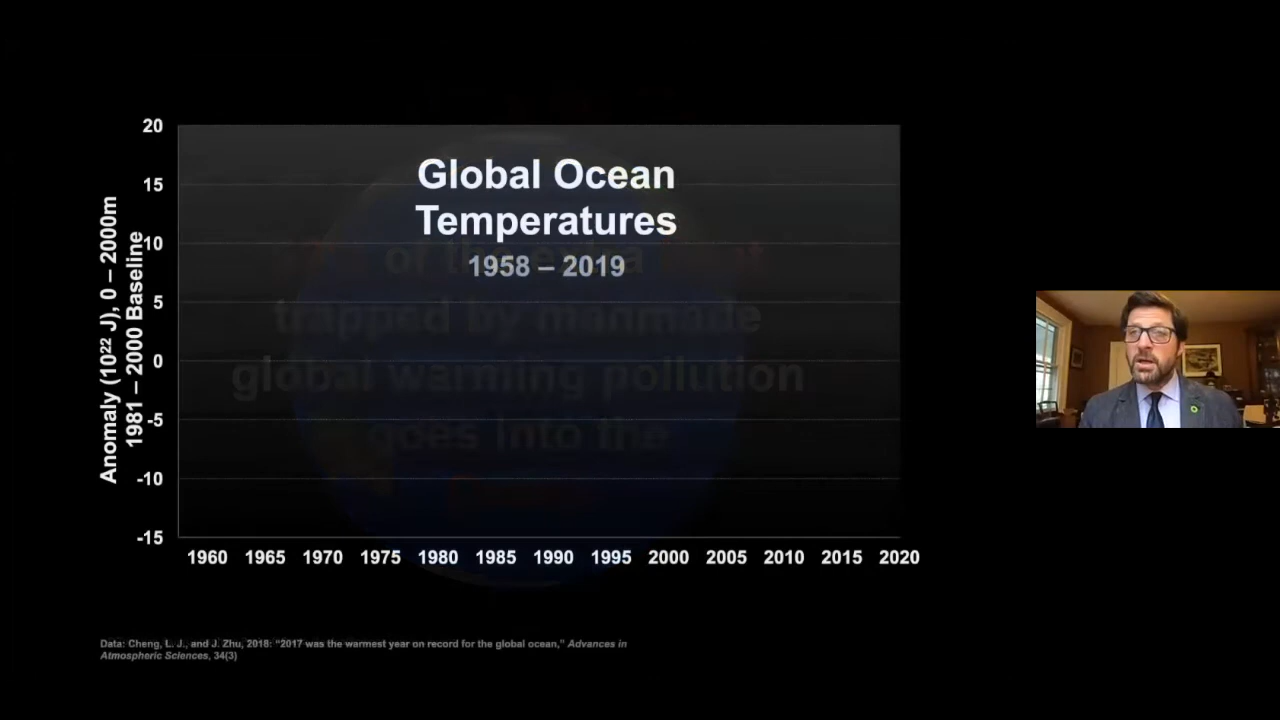 Global Ocean
Temperatures
1958 – 2019
of the extra
trapped by manmade
global warming pollution
goes into the
20
15
10
5
0
-5
-10
-15
Anomaly (10²² J), 0 – 2000m
1981 – 2000 Baseline
1960 1965 1970 1975 1980 1985 1990 1995 2000 2005 2010 2015 2020
Data: Cheng, L. J., and J. Zhu, 2018: “2017 was the warmest year on record for the global ocean,” Advances in
Atmospheric Sciences, 34(3)